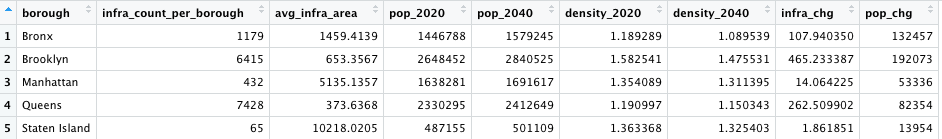 borough infra_count_per_borough avg_infra_area pop_2020 pop_2040 density_2020 density_2040 infra_chg pop_chg
1 Bronx 1179 1459.4139 1446788 1579245 1.189289 1.089539 107.940350 132457
2 Brooklyn 6415 653.3567 2648452 2840525 1.582541 1.475531 465.233387 192073
3 Manhattan 432 5135.1357 1638281 1691617 1.354089 1.311395 14.064225 53336
4 Queens 7428 373.6368 2330295 2412649 1.190997 1.150343 262.509902 82354
5 Staten Island 65 10218.0205 487155 501109 1.363368 1.325403 1.861851 13954